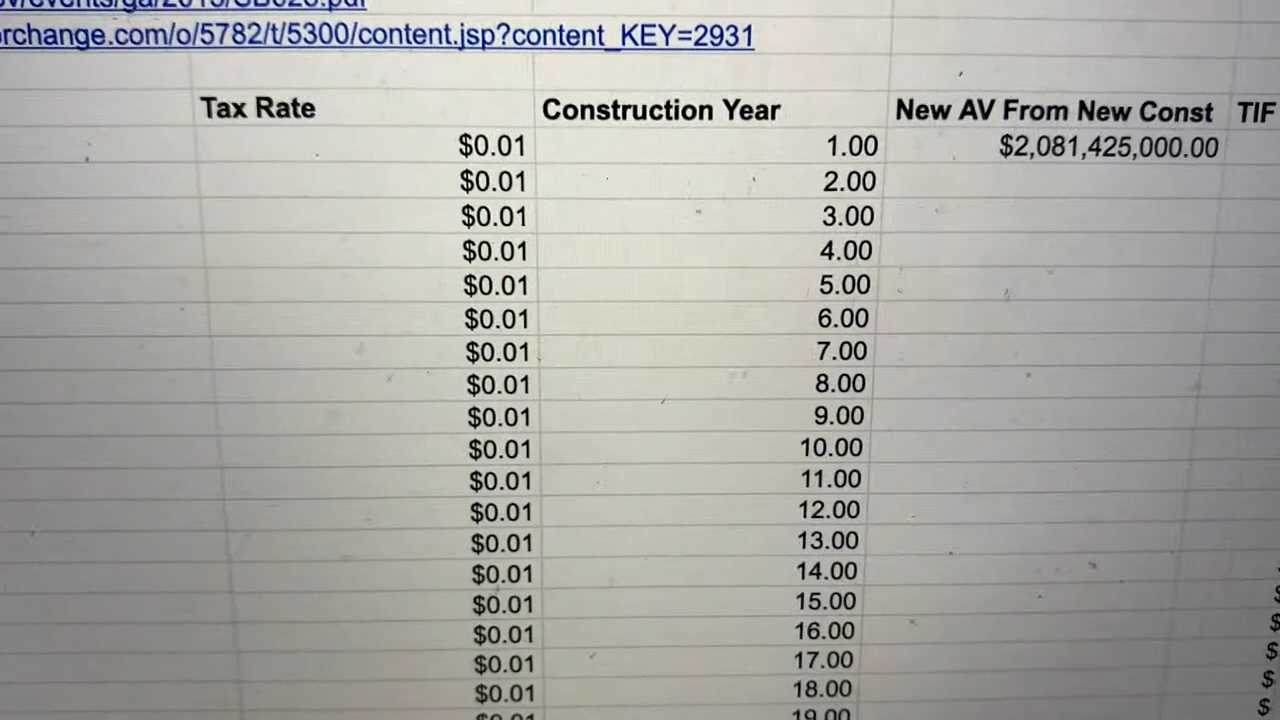 orchange.com/o/5782/t/5300/content.jsp?content_KEY=2931
Tax Rate Construction Year New AV From New Const TIF
$0.01 1.00 $2,081,425,000.00
$0.01 2.00
$0.01 3.00
$0.01 4.00
$0.01 5.00
$0.01 6.00
$0.01 7.00
$0.01 8.00
$0.01 9.00
$0.01 10.00
$0.01 11.00
$0.01 12.00
$0.01 13.00
$0.01 14.00
$0.01 15.00 $
$0.01 16.00 $
$0.01 17.00 $
$0.01 18.00 $
$0.01 19.00 $